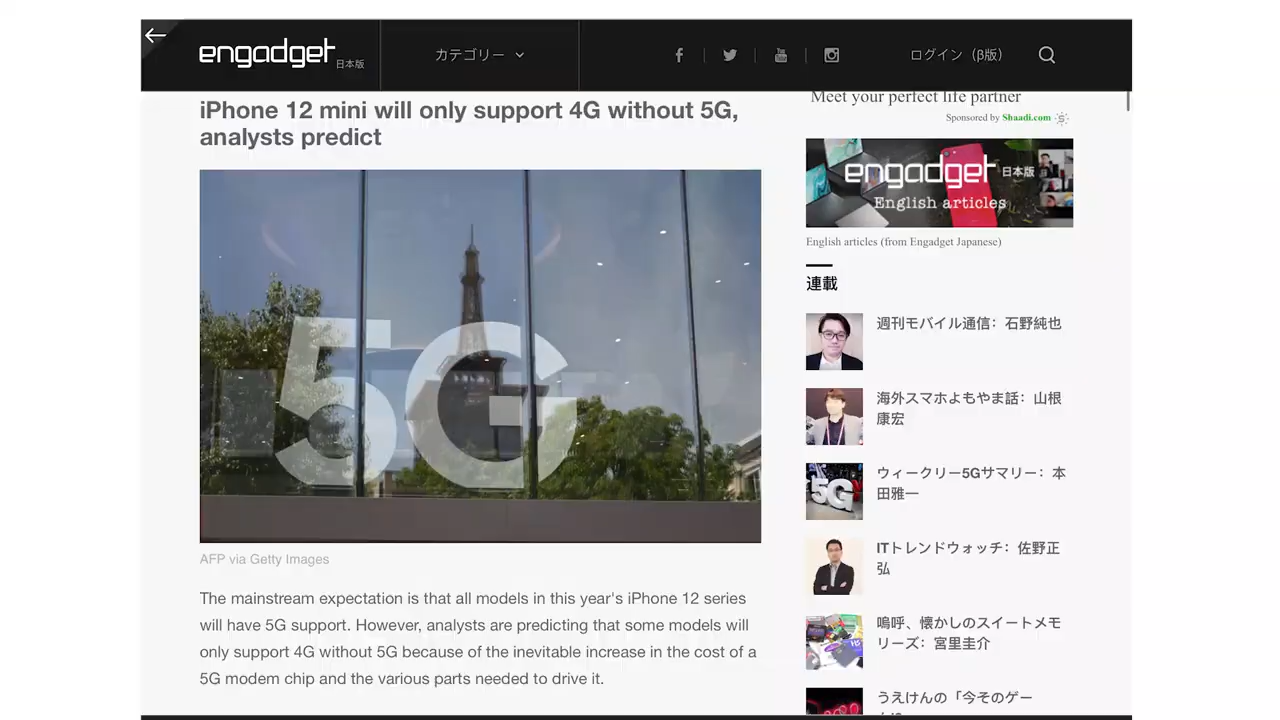 engadget 日本版
カテゴリー
ログイン（β版）
iPhone 12 mini will only support 4G without 5G,
analysts predict
5G
AFP via Getty Images
The mainstream expectation is that all models in this year's iPhone 12 series
will have 5G support. However, analysts are predicting that some models will
only support 4G without 5G because of the inevitable increase in the cost of a
5G modem chip and the various parts needed to drive it.
Meet your perfect life partner
Sponsored by Shaadi.com
engadget 日本版
English articles
English articles (from Engadget Japanese)
連載
週刊モバイル通信：石野純也
海外スマホよもやま話：山根
康宏
5G
ウィークリー5Gサマリー：本
田雅一
ITトレンドウォッチ：佐野正
弘
嗚呼、懐かしのスイートメモ
リーズ：宮里圭介
うえけんの「今そのゲー